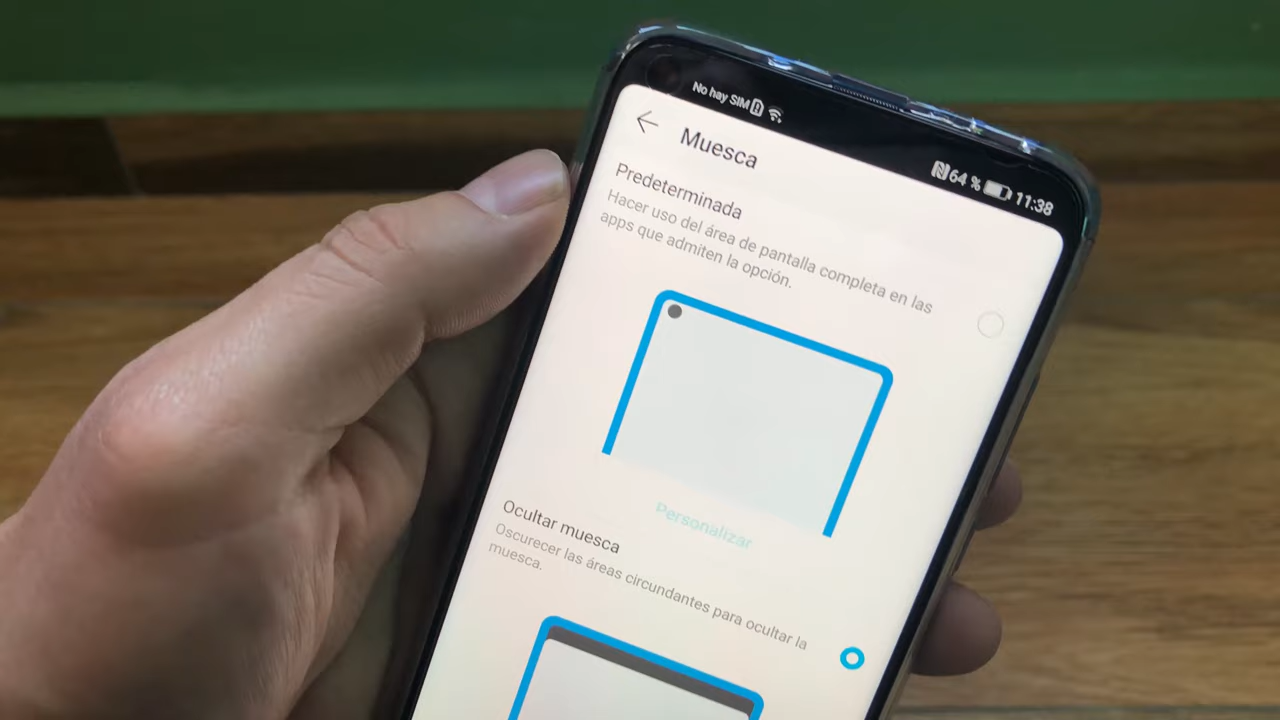 No hay SIM
64 % 11:38
Muesca
Predeterminada
Hacer uso del área de pantalla completa en las
apps que admiten la opción.
Personalizar
Ocultar muesca
Oscurecer las áreas circundantes para ocultar la
muesca.